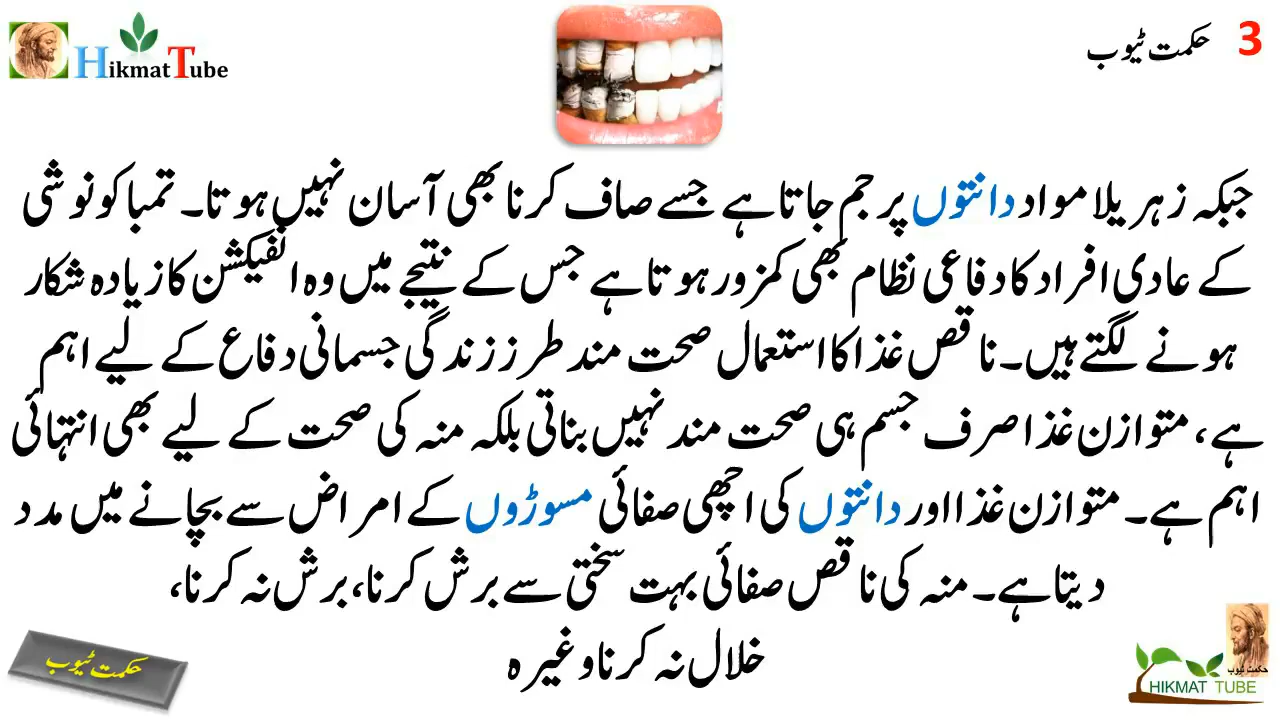 HikmatTube
حکمت ٹیوب 3
جبکہ زہریلا مواد دانتوں پر جم جاتا ہے جسے صاف کرنا بھی آسان نہیں ہوتا۔ تمباکو نوشی
کے عادی افراد کا دفاعی نظام بھی کمزور ہوتا ہے جس کے نتیجے میں وہ انفیکشن کا زیادہ شکار
ہونے لگتے ہیں۔ ناقص غذا کا استعمال صحت مند طرز زندگی جسمانی دفاع کے لیے اہم
ہے، متوازن غذا صرف جسم ہی صحت مند نہیں بناتی بلکہ منہ کی صحت کے لیے بھی انتہائی
اہم ہے۔ متوازن غذا اور دانتوں کی اچھی صفائی مسوڑوں کے امراض سے بچانے میں مدد
دیتا ہے۔ منہ کی ناقص صفائی بہت سختی سے برش کرنا، برش نہ کرنا،
خلال نہ کرنا وغیرہ
حکمت ٹیوب
حکمت ٹیوب
HIKMAT TUBE